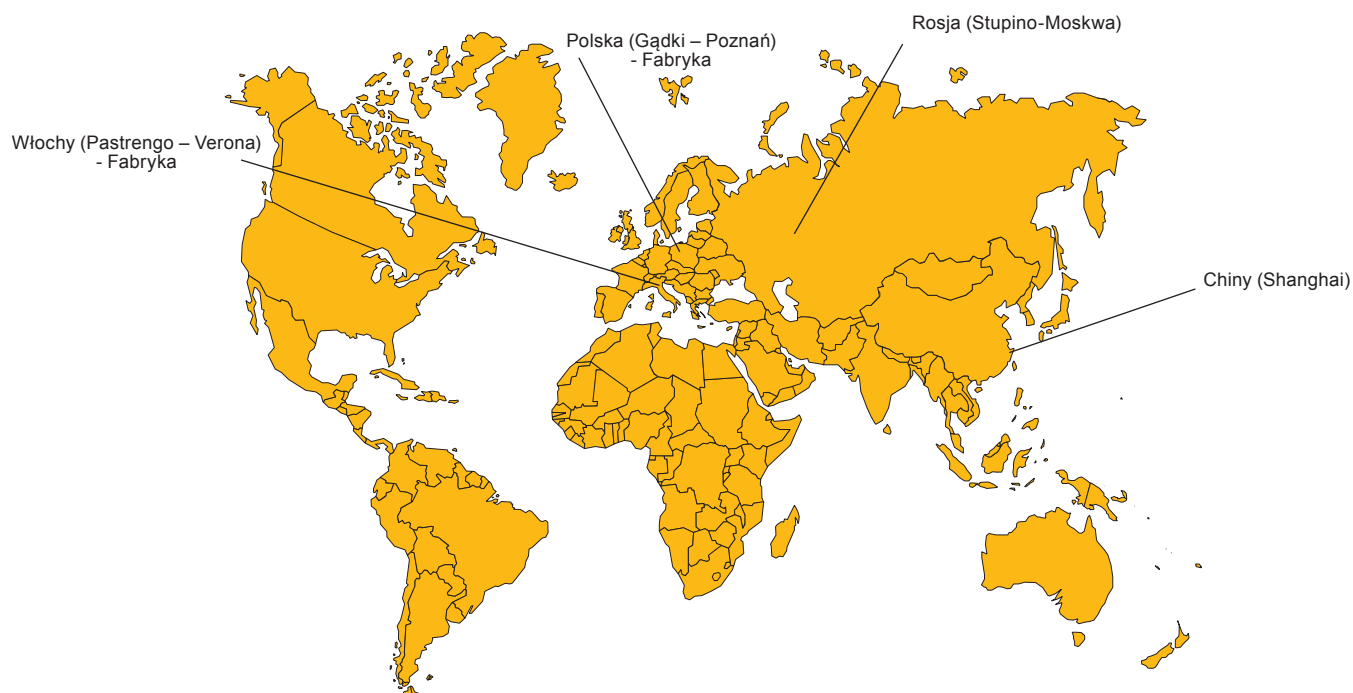 Rosja (Stupino-Moskwa)
Polska (Gądki – Poznań)
- Fabryka
Włochy (Pastrengo – Verona)
- Fabryka
Chiny (Shanghai)